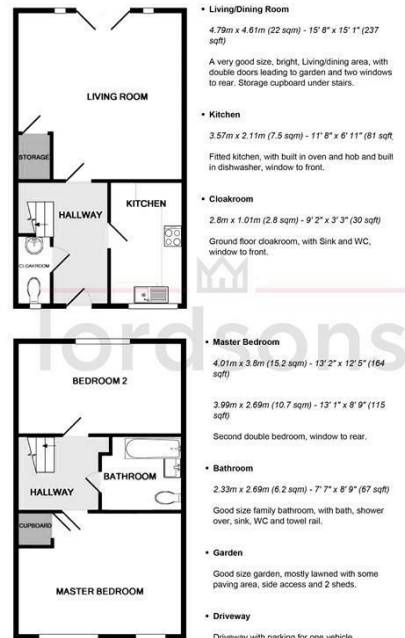 LIVING ROOM
STORAGE
HALLWAY
KITCHEN
CLOAKROOM
BEDROOM 2
BATHROOM
HALLWAY
CUPBOARD
MASTER BEDROOM
lordsons
• Living/Dining Room
4.79m x 4.61m (22 sqm) - 15' 8" x 15' 1" (237
sqft)
A very good size, bright, Living/dining area, with
double doors leading to garden and two windows
to rear. Storage cupboard under stairs.
• Kitchen
3.57m x 2.11m (7.5 sqm) - 11' 8" x 6' 11" (81 sqft
Fitted kitchen, with built in oven and hob and built
in dishwasher, window to front.
• Cloakroom
2.8m x 1.01m (2.8 sqm) - 9' 2" x 3' 3" (30 sqft)
Ground floor cloakroom, with Sink and WC,
window to front.
• Master Bedroom
4.01m x 3.8m (15.2 sqm) - 13' 2" x 12' 5" (164
sqft)
3.99m x 2.69m (10.7 sqm) - 13' 1" x 8' 9" (115
sqft)
Second double bedroom, window to rear.
• Bathroom
2.33m x 2.69m (6.2 sqm) - 7' 7" x 8' 9" (67 sqft)
Good size family bathroom, with bath, shower
over, sink, WC and towel rail.
• Garden
Good size garden, mostly lawned with some
paving area, side access and 2 sheds.
• Driveway
Driveway with parking for one vehicle